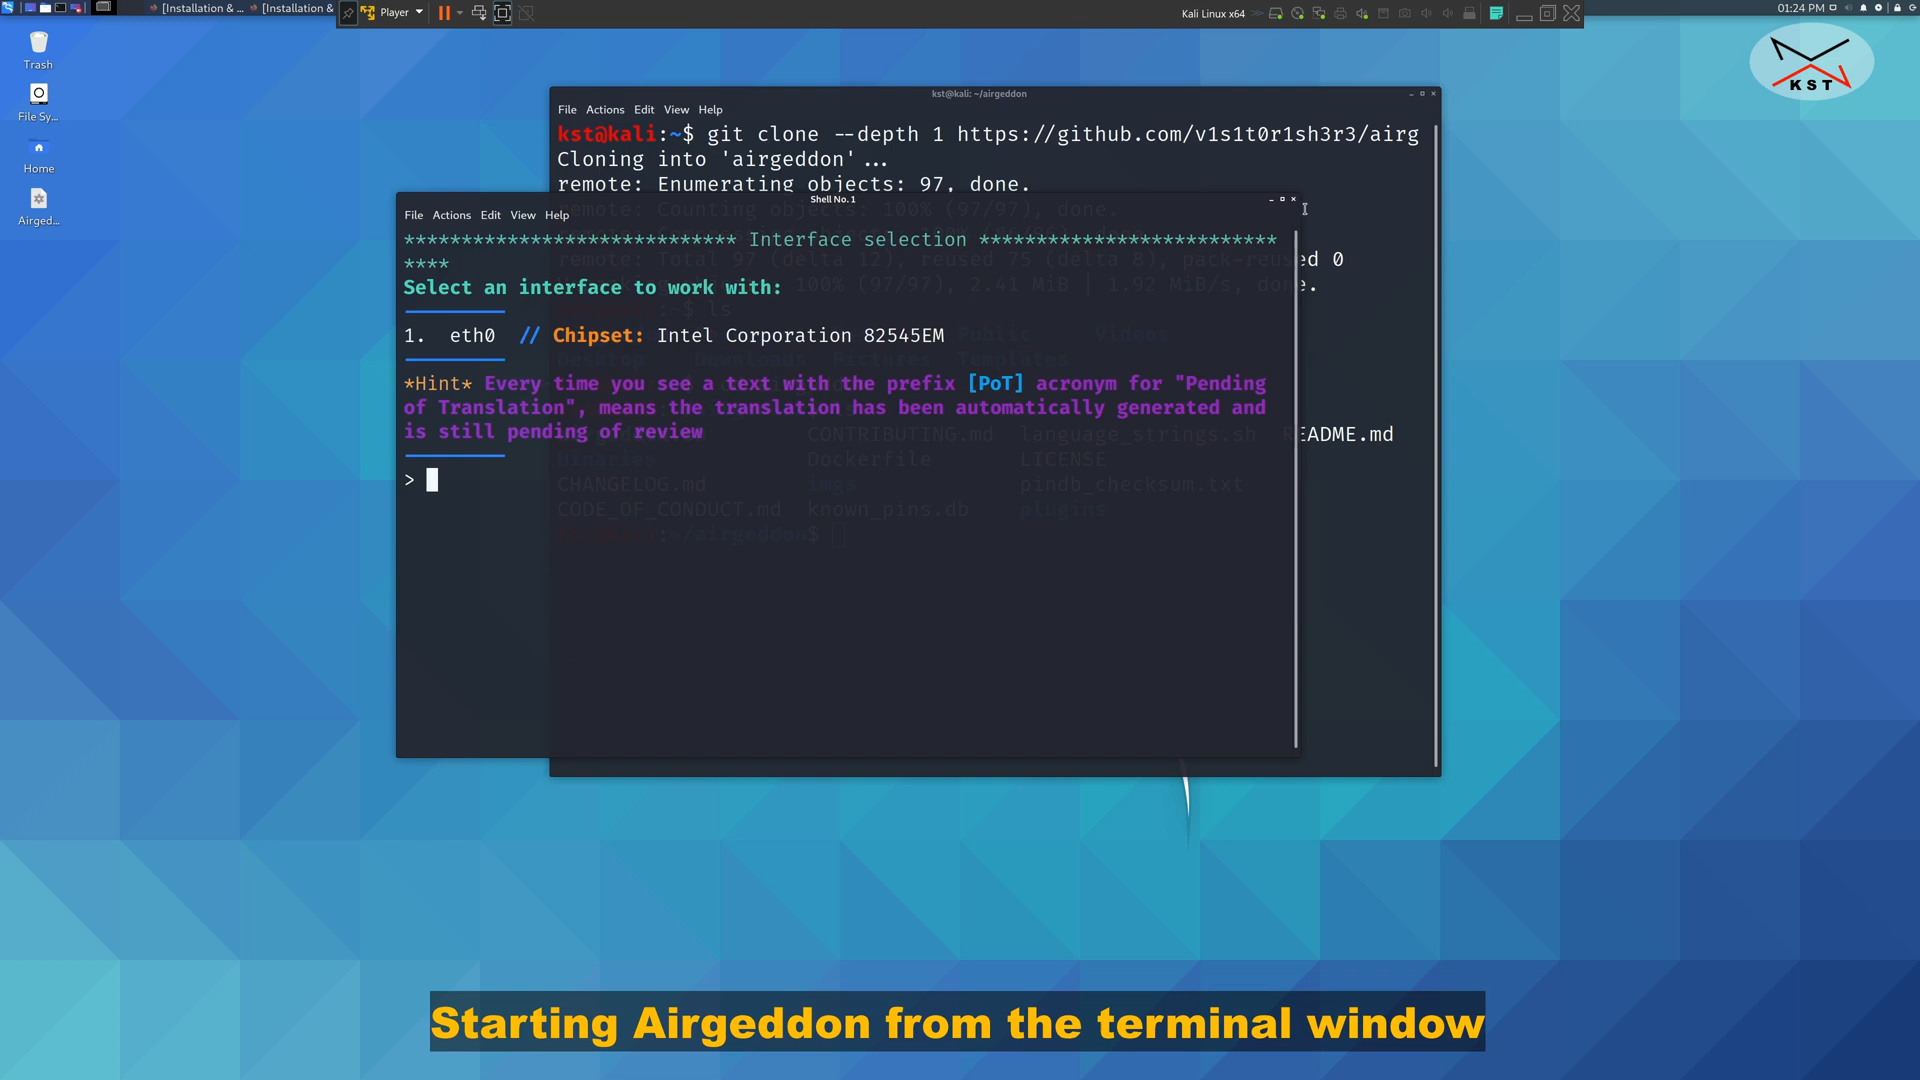 [Installation & ...
[Installation &
Player
Kali Linux x64
01:24 PM
Trash
File Sy...
Home
Airged...
KST
kst@kali: ~/airgeddon
File Actions Edit View Help
kst@kali:~$ git clone --depth 1 https://github.com/v1s1t0r1sh3r3/airg
Cloning into 'airgeddon'...
remote: Enumerating objects: 97, done.
remote: Counting objects: 100% (97/97), done.
remote: Total 97 (delta 12), reused 75 (delta 8), pack-reused 0
100% (97/97), 2.41 MiB | 1.92 MiB/s, done.
:~$ ls
Public Videos
Desktop Downloads Pictures Templates
CONTRIBUTING.md language_strings.sh README.md
binaries Dockerfile LICENSE
CHANGELOG.md imgs pindb_checksum.txt
CODE_OF_CONDUCT.md known_pins.db plugins
:~/airgeddon$
Shell No. 1
File Actions Edit View Help
***************************** Interface selection **************************
****
Select an interface to work with:
1. eth0 // Chipset: Intel Corporation 82545EM
*Hint* Every time you see a text with the prefix [PoT] acronym for "Pending
of Translation", means the translation has been automatically generated and
is still pending of review
>
Starting Airgeddon from the terminal window